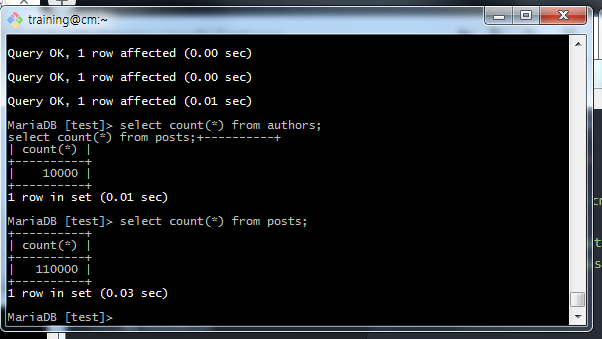 training@cm:~
Query OK, 1 row affected (0.00 sec)
Query OK, 1 row affected (0.00 sec)
Query OK, 1 row affected (0.01 sec)
MariaDB [test]> select count(*) from authors;
select count(*) from posts;+----------+
| count(*) |
+----------+
|    10000 |
+----------+
1 row in set (0.01 sec)
MariaDB [test]> select count(*) from posts;
+----------+
| count(*) |
+----------+
|   110000 |
+----------+
1 row in set (0.03 sec)
MariaDB [test]>